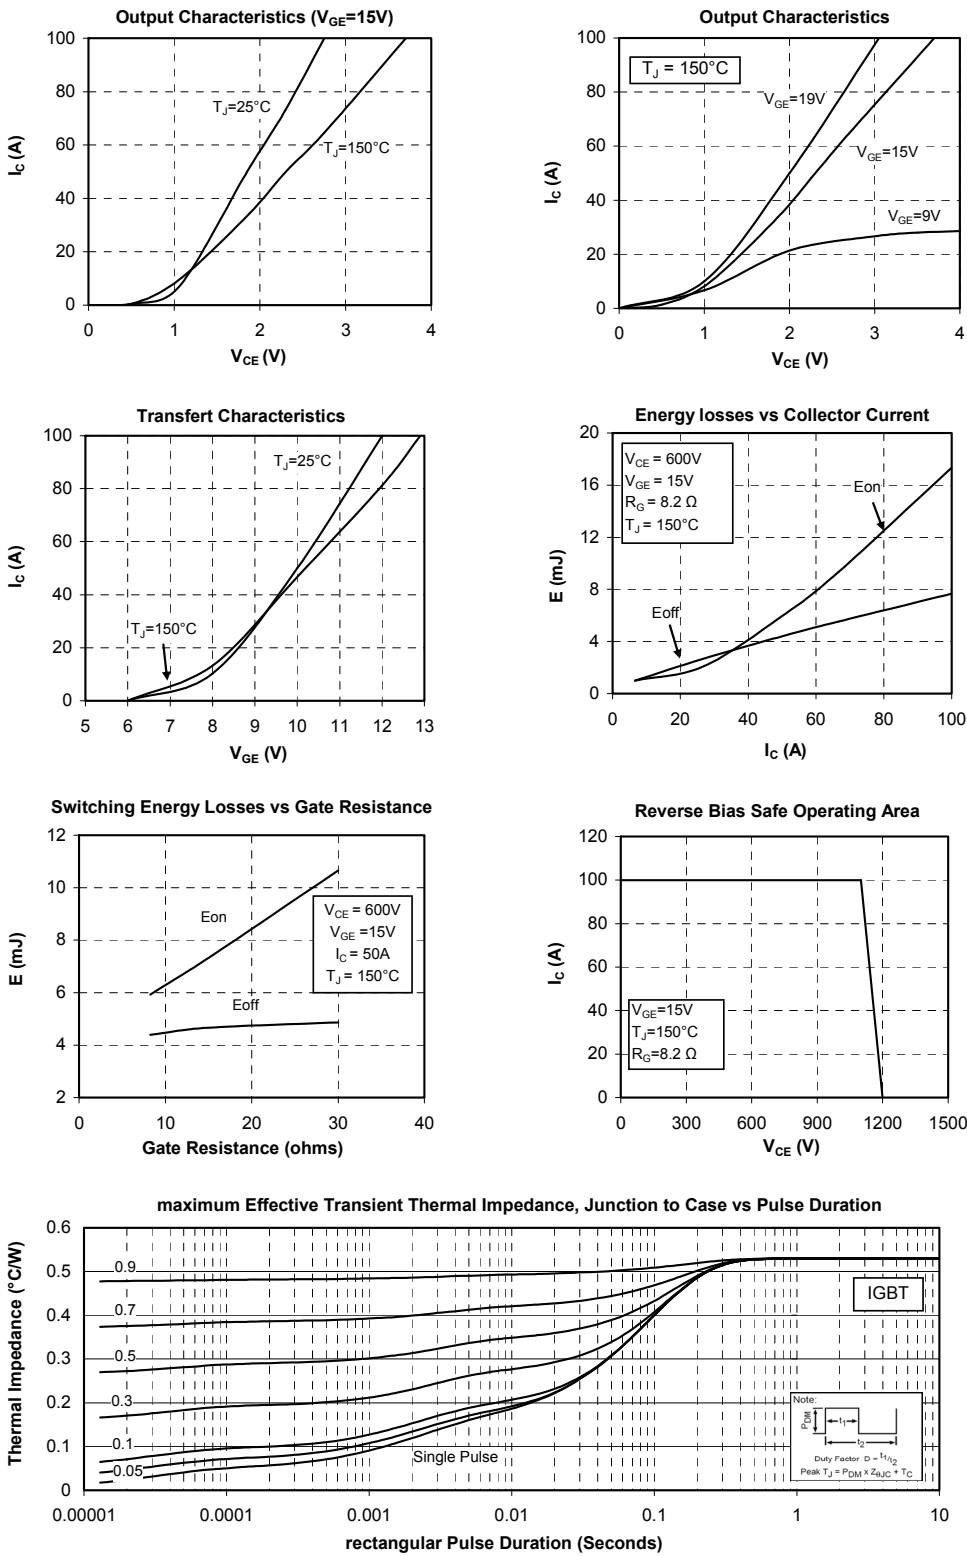 Output Characteristics (VGE=15V)
100
80
60
40
20
0
0 1 2 3 4
IC (A)
VCE (V)
TJ=25°C
TJ=150°C
Output Characteristics
100
80
60
40
20
0
0 1 2 3 4
IC (A)
VCE (V)
TJ = 150°C
VGE=19V
VGE=15V
VGE=9V
Transfert Characteristics
100
80
60
40
20
0
5 6 7 8 9 10 11 12 13
IC (A)
VGE (V)
TJ=25°C
TJ=150°C
Energy losses vs Collector Current
20
16
12
8
4
0
0 20 40 60 80 100
E (mJ)
IC (A)
VCE = 600V
VGE = 15V
RG = 8.2 Ω
TJ = 150°C
Eon
Eoff
Switching Energy Losses vs Gate Resistance
12
10
8
6
4
2
0 10 20 30 40
E (mJ)
Gate Resistance (ohms)
Eon
Eoff
VCE = 600V
VGE =15V
IC = 50A
TJ = 150°C
Reverse Bias Safe Operating Area
120
100
80
60
40
20
0
0 300 600 900 1200 1500
IC (A)
VCE (V)
VGE=15V
TJ=150°C
RG=8.2 Ω
maximum Effective Transient Thermal Impedance, Junction to Case vs Pulse Duration
0.6
0.5
0.4
0.3
0.2
0.1
0
0.00001 0.0001 0.001 0.01 0.1 1 10
Thermal Impedance (°C/W)
rectangular Pulse Duration (Seconds)
0.9
0.7
0.5
0.3
0.1
0.05
Single Pulse
IGBT
Note:
PDM
t1
t2
Duty Factor D = t1/t2
Peak TJ = PDM x ZθJC + TC